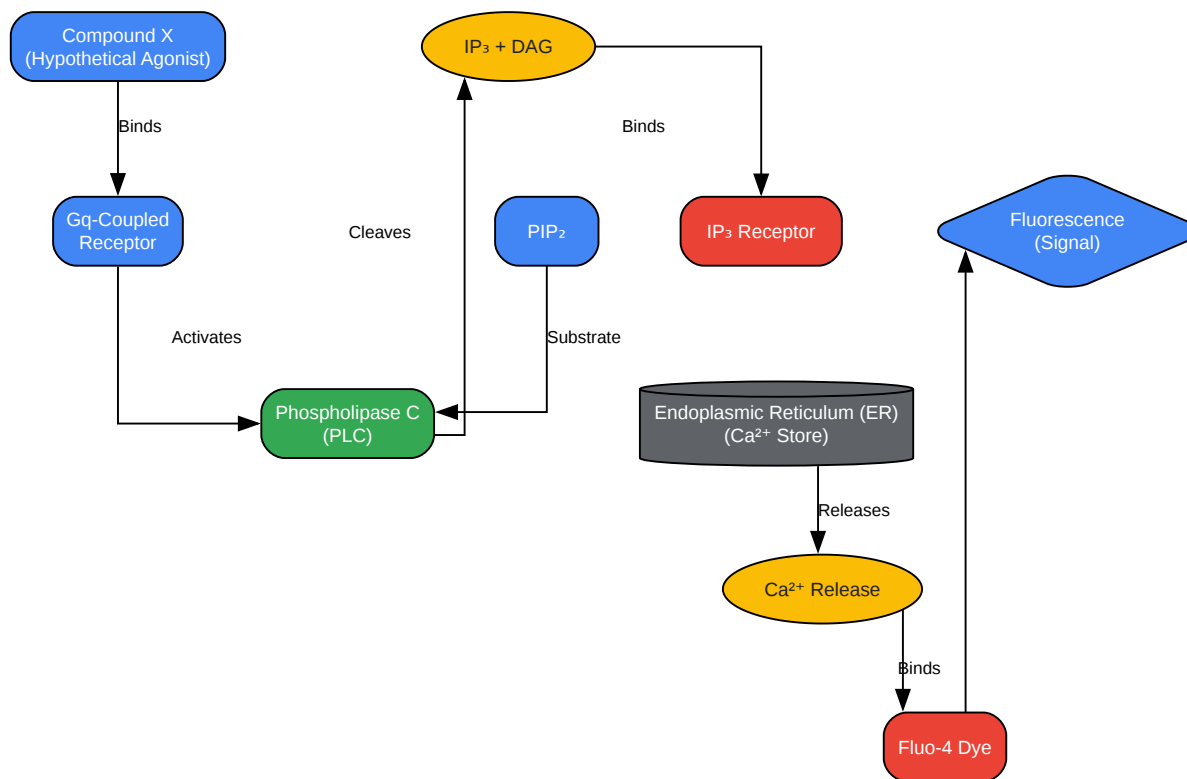 Compound X
(Hypothetical Agonist)
IP₃ + DAG
Binds
Binds
Gq-Coupled
Receptor
Cleaves
PIP₂
IP₃ Receptor
Fluorescence
(Signal)
Activates
Substrate
Phospholipase C
(PLC)
Endoplasmic Reticulum (ER)
(Ca²⁺ Store)
Releases
Ca²⁺ Release
Binds
Fluo-4 Dye